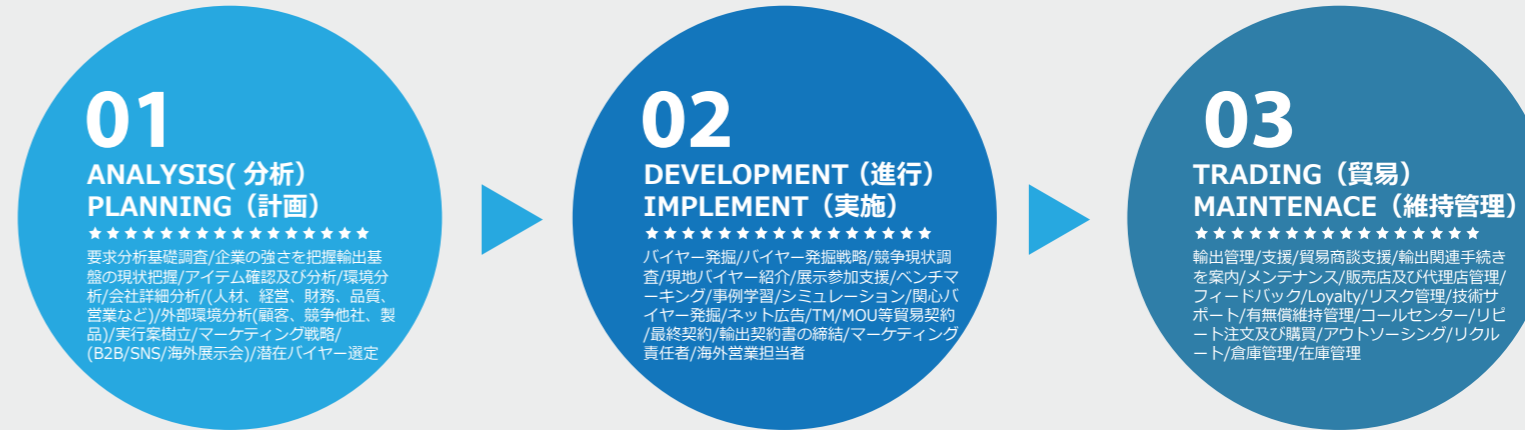 01
ANALYSIS( 分析）
PLANNING（計画）
要求分析基礎調査/企業の強さを把握輸出基
盤の現状把握/アイテム確認及び分析/環境分
析/会社詳細分析/(人材、経営、財務、品質、
営業など)/外部環境分析(顧客、競争他社、製
品)/実行案樹立/マーケティング戦略/
(B2B/SNS/海外展示会)/潜在バイヤー選定
02
DEVELOPMENT（進行）
IMPLEMENT（実施）
バイヤー発掘/バイヤー発掘戦略/競争現状調
査/現地バイヤー紹介/展示参加支援/ベンチマ
ーキング/事例学習/シミュレーション/関心バ
イヤー発掘/ネット広告/TM/MOU等貿易契約
/最終契約/輸出契約書の締結/マーケティング
責任者/海外営業担当者
03
TRADING（貿易）
MAINTENACE（維持管理）
輸出管理/支援/貿易商談支援/輸出関連手続き
を案内/メンテナンス/販売店及び代理店管理/
フィードバック/Loyalty/リスク管理/技術サ
ポート/有無償維持管理/コールセンター/リピ
ート注文及び購買/アウトソーシング/リクル
ート/倉庫管理/在庫管理